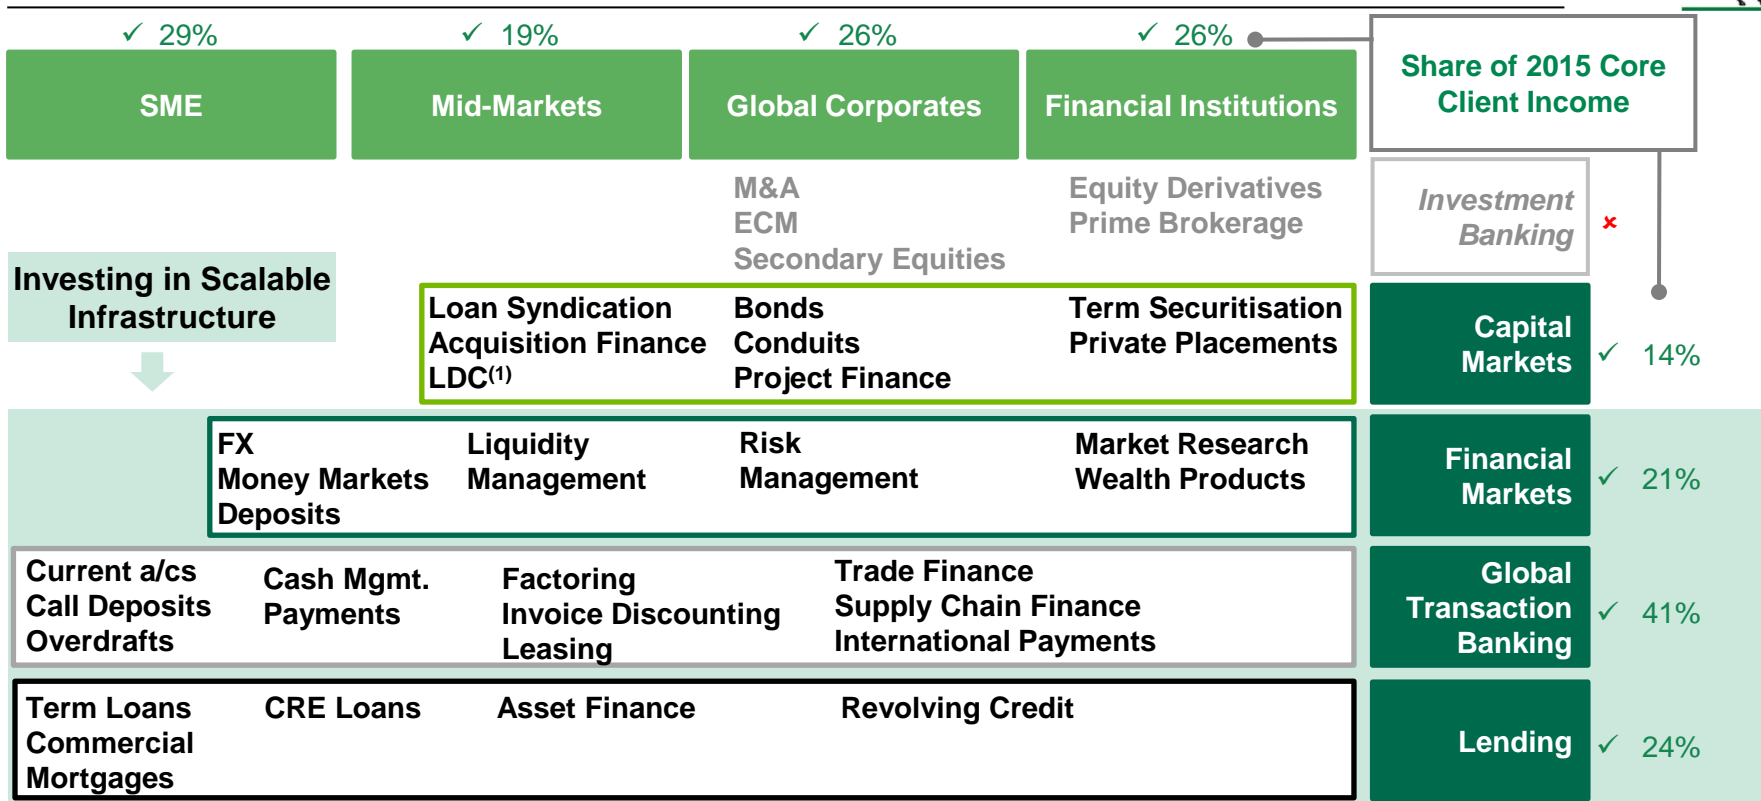 ✓ 29%
✓ 19%
✓ 26%
✓ 26%
Share of 2015 Core
Client Income
SME
Mid-Markets
Global Corporates
Financial Institutions
M&A
ECM
Secondary Equities
Equity Derivatives
Prime Brokerage
Investment
Banking
×
Investing in Scalable
Infrastructure
Loan Syndication
Acquisition Finance
LDC(1)
Bonds
Conduits
Project Finance
Term Securitisation
Private Placements
Capital
Markets
✓ 14%
FX
Money Markets
Deposits
Liquidity
Management
Risk
Management
Market Research
Wealth Products
Financial
Markets
✓ 21%
Current a/cs
Call Deposits
Overdrafts
Cash Mgmt.
Payments
Factoring
Invoice Discounting
Leasing
Trade Finance
Supply Chain Finance
International Payments
Global
Transaction
Banking
✓ 41%
Term Loans
Commercial
Mortgages
CRE Loans
Asset Finance
Revolving Credit
Lending
✓ 24%